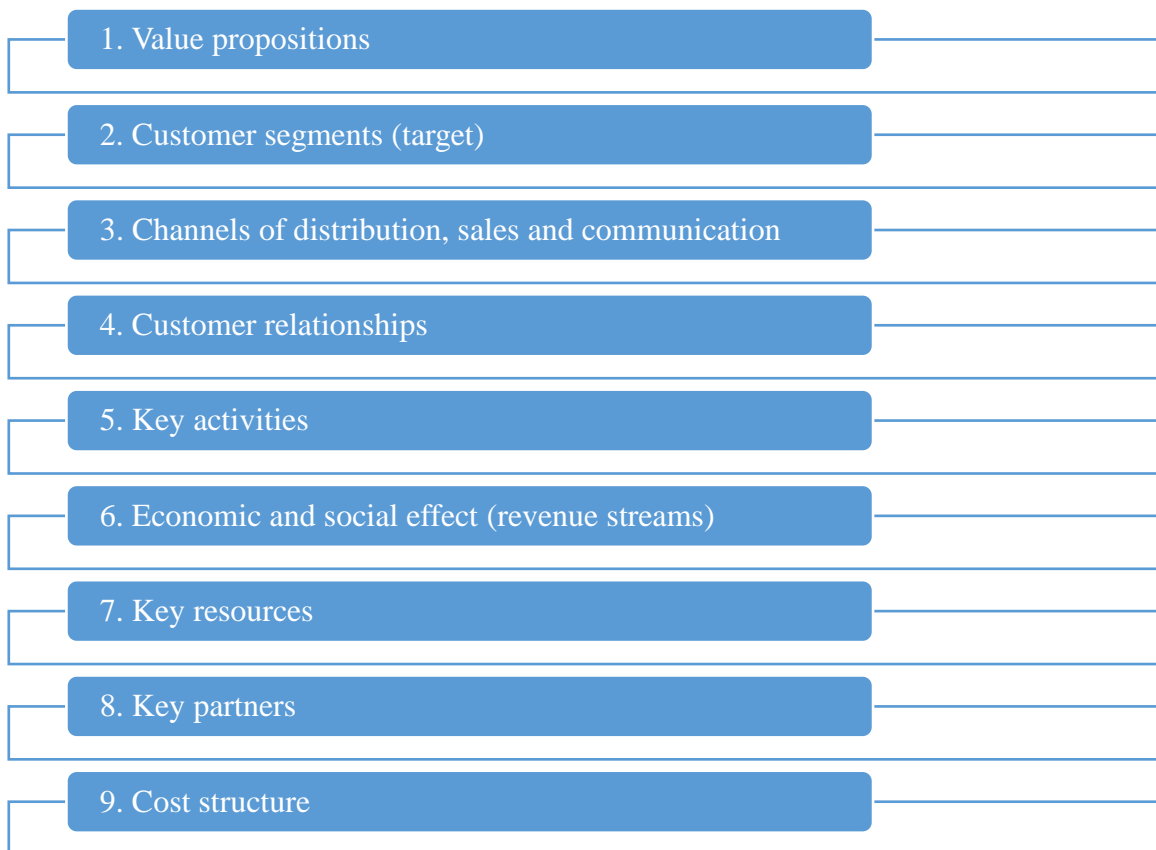 1. Value propositions
2. Customer segments (target)
3. Channels of distribution, sales and communication
4. Customer relationships
5. Key activities
6. Economic and social effect (revenue streams)
7. Key resources
8. Key partners
9. Cost structure